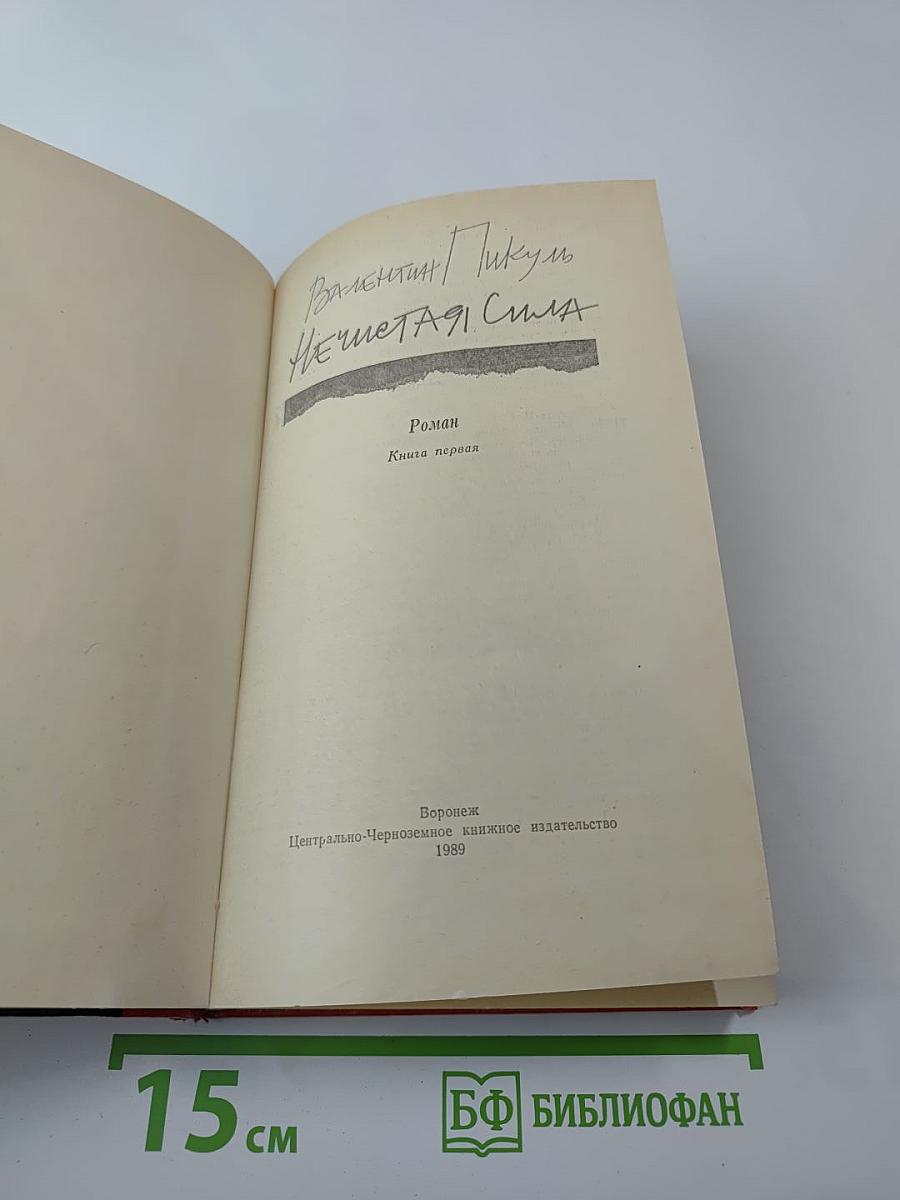 Валентин Пикуль
Нечистая Сила
Роман
Книга первая
Воронеж
Центрально-Черноземное книжное издательство
1989
15 см
БФ БИБЛИОФАН